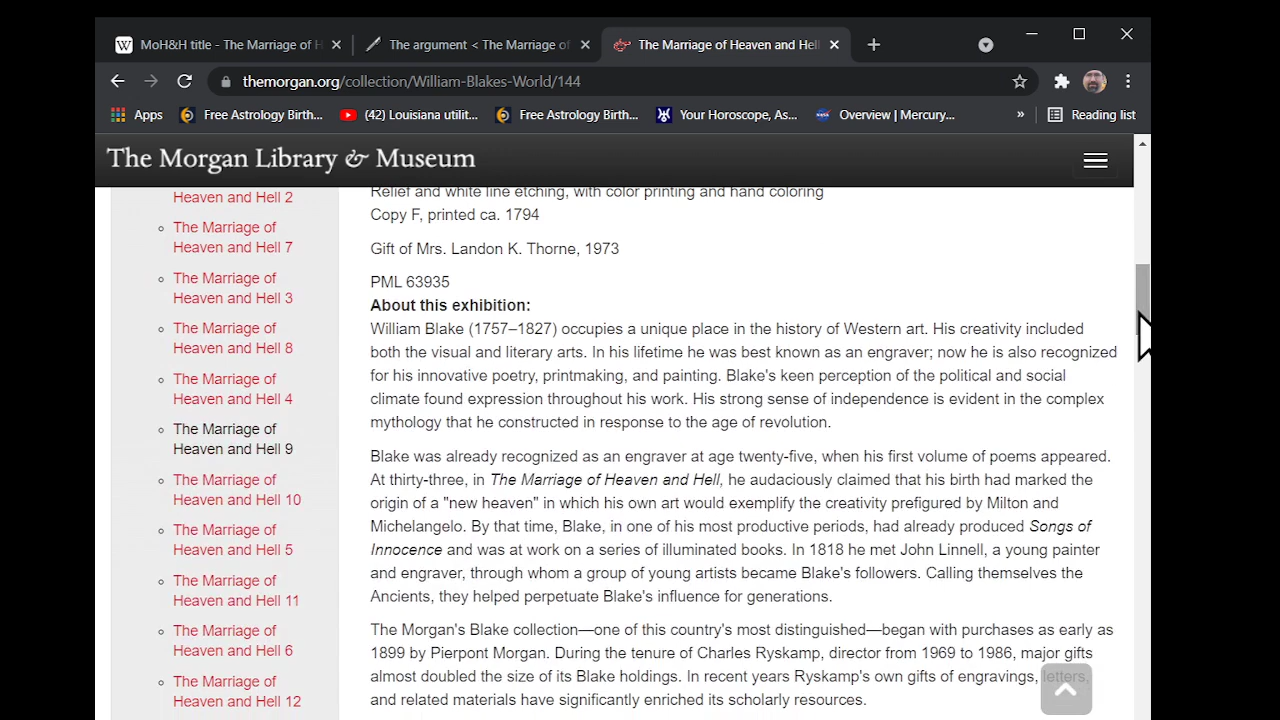 MoH&H title - The Marriage of H
The argument < The Marriage of
The Marriage of Heaven and Hell
themorgan.org/collection/William-Blakes-World/144
Apps
Free Astrology Birth...
(42) Louisiana utilit...
Free Astrology Birth...
Your Horoscope, As...
Overview | Mercury...
»
Reading list
The Morgan Library & Museum
Heaven and Hell 2
The Marriage of
Heaven and Hell 7
The Marriage of
Heaven and Hell 3
The Marriage of
Heaven and Hell 8
The Marriage of
Heaven and Hell 4
The Marriage of
Heaven and Hell 9
The Marriage of
Heaven and Hell 10
The Marriage of
Heaven and Hell 5
The Marriage of
Heaven and Hell 11
The Marriage of
Heaven and Hell 6
The Marriage of
Heaven and Hell 12
Relief and white line etching, with color printing and hand coloring
Copy F, printed ca. 1794
Gift of Mrs. Landon K. Thorne, 1973
PML 63935
About this exhibition:
William Blake (1757–1827) occupies a unique place in the history of Western art. His creativity included
both the visual and literary arts. In his lifetime he was best known as an engraver; now he is also recognized
for his innovative poetry, printmaking, and painting. Blake's keen perception of the political and social
climate found expression throughout his work. His strong sense of independence is evident in the complex
mythology that he constructed in response to the age of revolution.
Blake was already recognized as an engraver at age twenty-five, when his first volume of poems appeared.
At thirty-three, in The Marriage of Heaven and Hell, he audaciously claimed that his birth had marked the
origin of a "new heaven" in which his own art would exemplify the creativity prefigured by Milton and
Michelangelo. By that time, Blake, in one of his most productive periods, had already produced Songs of
Innocence and was at work on a series of illuminated books. In 1818 he met John Linnell, a young painter
and engraver, through whom a group of young artists became Blake's followers. Calling themselves the
Ancients, they helped perpetuate Blake's influence for generations.
The Morgan's Blake collection—one of this country's most distinguished—began with purchases as early as
1899 by Pierpont Morgan. During the tenure of Charles Ryskamp, director from 1969 to 1986, major gifts
almost doubled the size of its Blake holdings. In recent years Ryskamp's own gifts of engravings, letters,
and related materials have significantly enriched its scholarly resources.